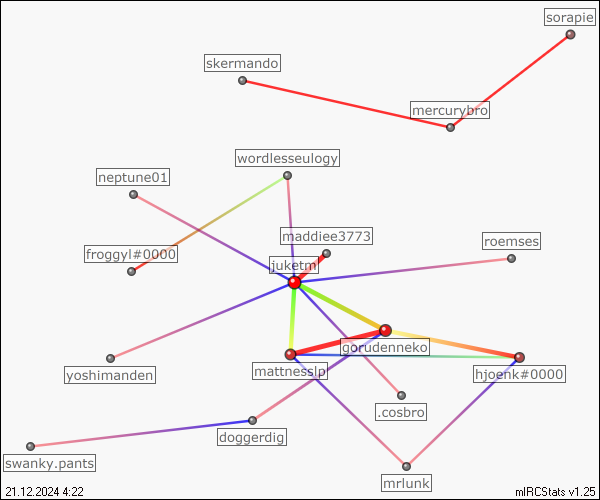 sorapie
skermando
mercurybro
wordlesseulogy
neptune01
maddiee3773
roemses
froggyl#0000
juketm
gorudenneko
mattnesslp
yoshimanden
hjoenk#0000
.cosbro
doggerdig
swanky.pants
mrlunk
21.12.2024 4:22
mIRCStats v1.25